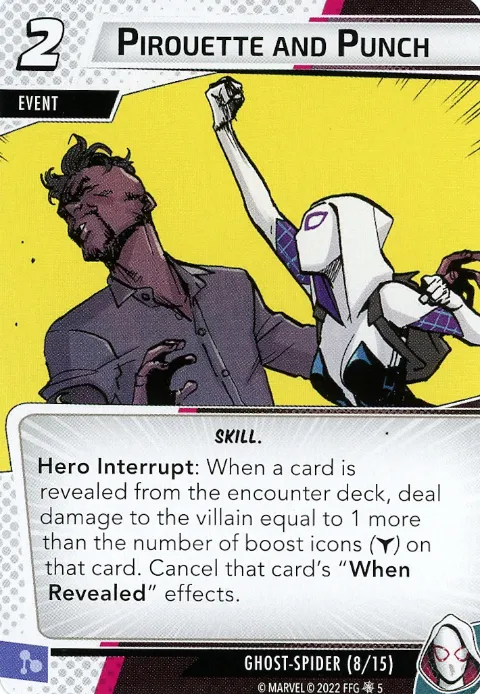 2
PIROUETTE AND PUNCH
EVENT
SKILL.
Hero Interrupt: When a card is
revealed from the encounter deck, deal
damage to the villain equal to 1 more
than the number of boost icons () on
that card. Cancel that card's “When
Revealed” effects.
GHOST-SPIDER (8/15)
© MARVEL © 2022 FFG 5